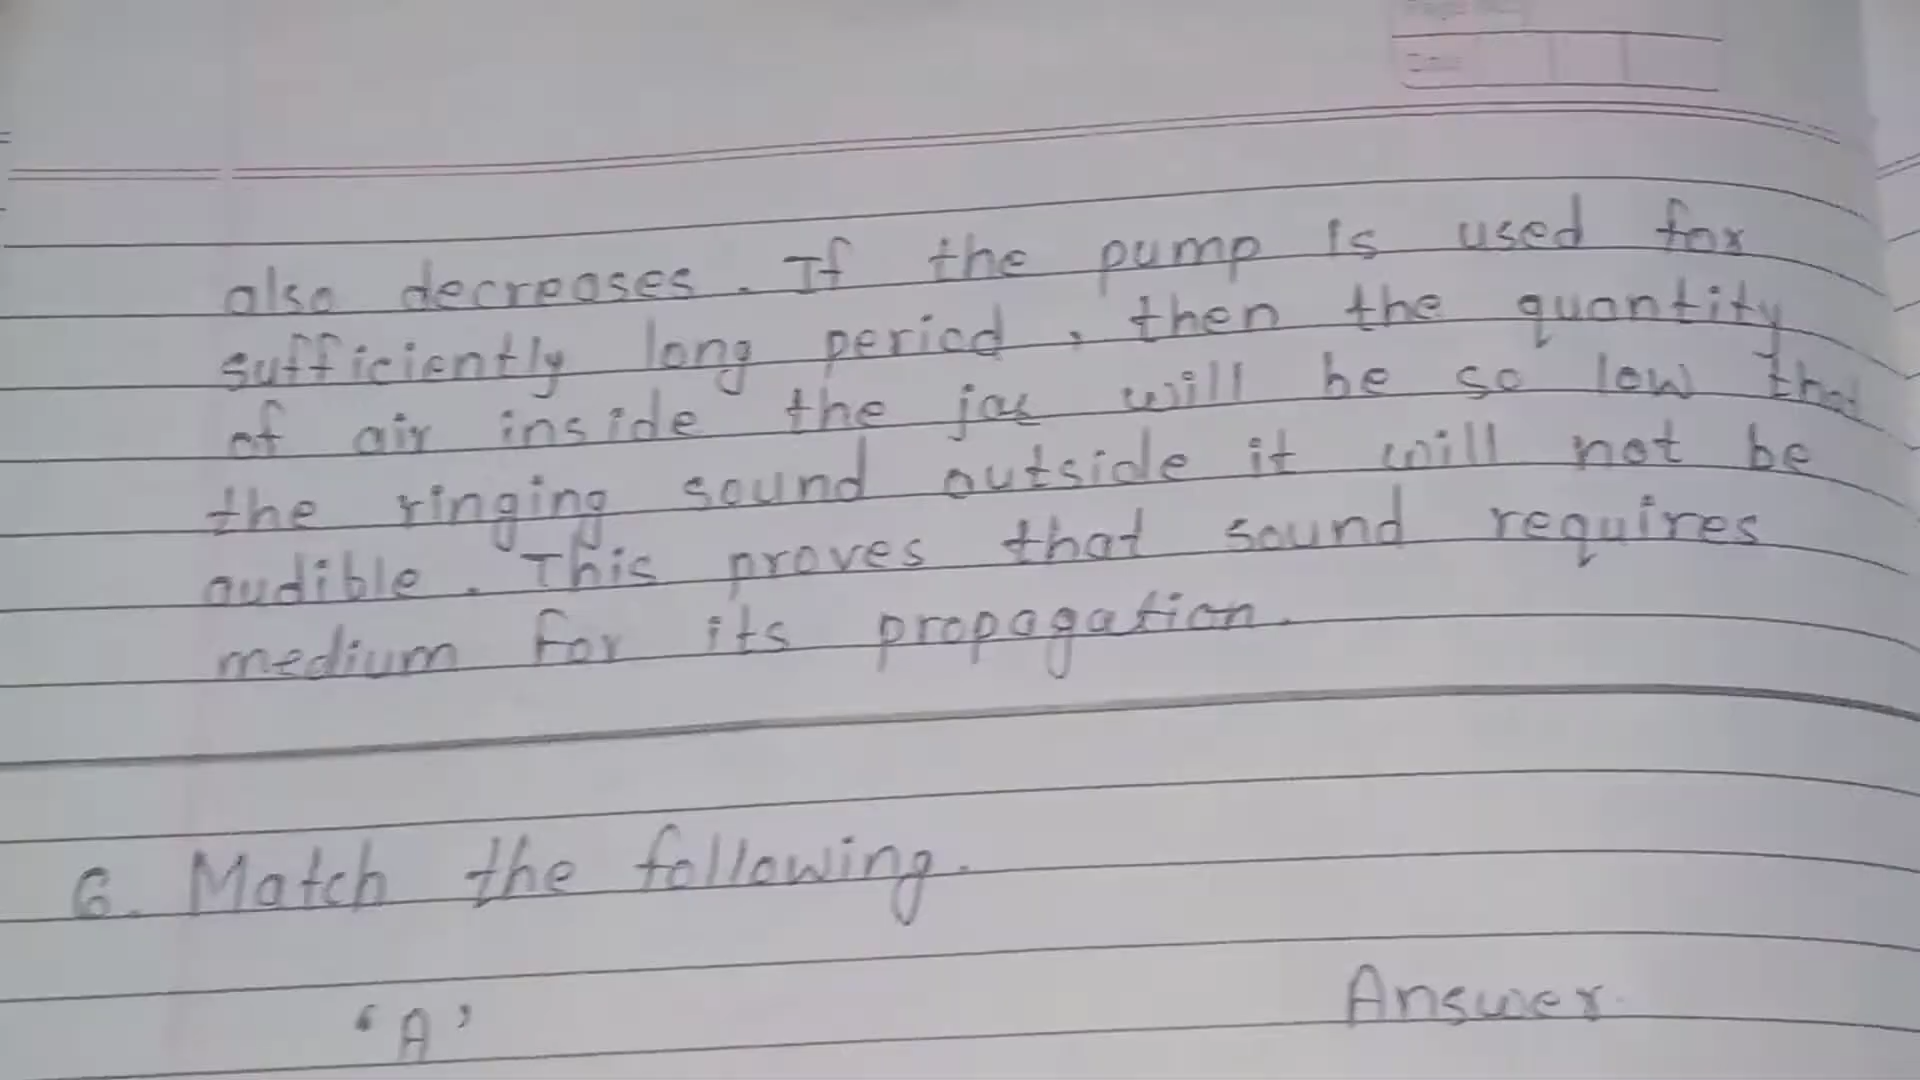 also decreases. If the pump is used for
sufficiently long period, then the quantity
of air inside the jar will be so low that
the ringing sound outside it will not be
audible. This proves that sound requires
medium for its propagation.
6. Match the following.
'A' Answer.